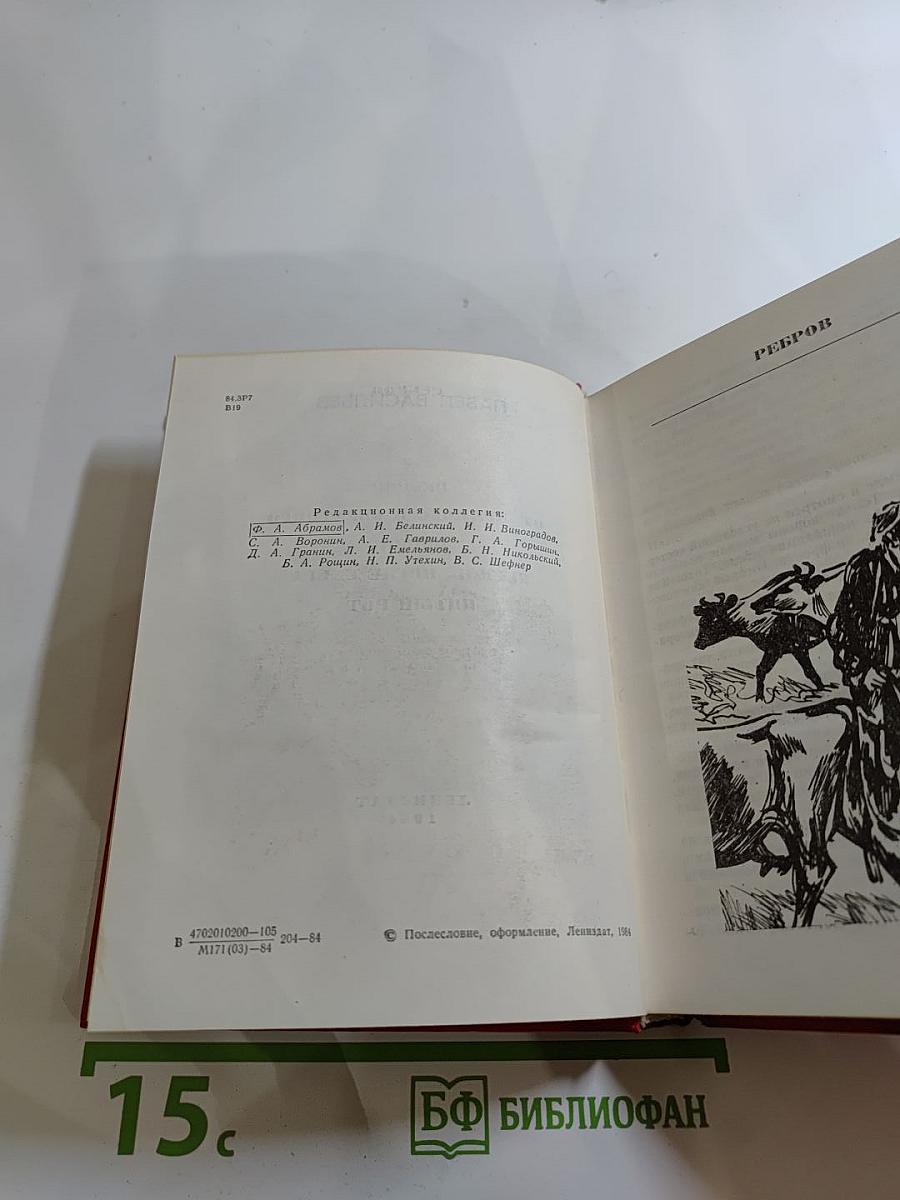 84.3Р7
В19
Редакционная коллегия:
Ф. А. Абрамов, А. И. Белинский, И. И. Виноградов,
С. А. Воронин, А. Е. Гаврилов, Г. А. Горышин,
Д. А. Гранин, Л. И. Емельянов, Б. Н. Никольский,
Б. А. Рощин, Н. П. Утехин, В. С. Шефнер
В 4702010200—105
М171(03)—84 204—84
© Послесловие, оформление, Лениздат, 1984
РЕБРОВ
15 с
БФ БИБЛИОФАН